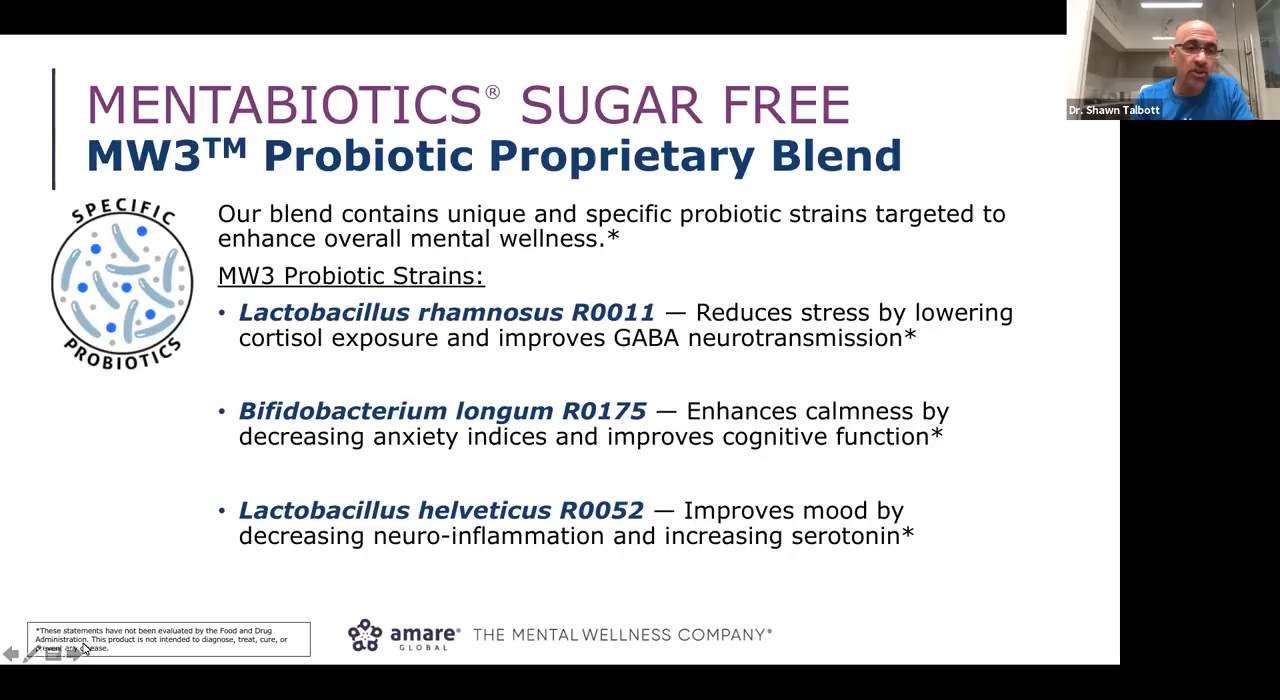 MENTABIOTICS® SUGAR FREE
MW3™ Probiotic Proprietary Blend
Dr. Shawn Talbott
SPECIFIC
PROBIOTICS
Our blend contains unique and specific probiotic strains targeted to
enhance overall mental wellness.*
MW3 Probiotic Strains:
• Lactobacillus rhamnosus R0011 — Reduces stress by lowering
cortisol exposure and improves GABA neurotransmission*
• Bifidobacterium longum R0175 — Enhances calmness by
decreasing anxiety indices and improves cognitive function*
• Lactobacillus helveticus R0052 — Improves mood by
decreasing neuro-inflammation and increasing serotonin*
*These statements have not been evaluated by the Food and Drug
Administration. This product is not intended to diagnose, treat, cure, or
prevent any disease.
amare®
GLOBAL
THE MENTAL WELLNESS COMPANY®